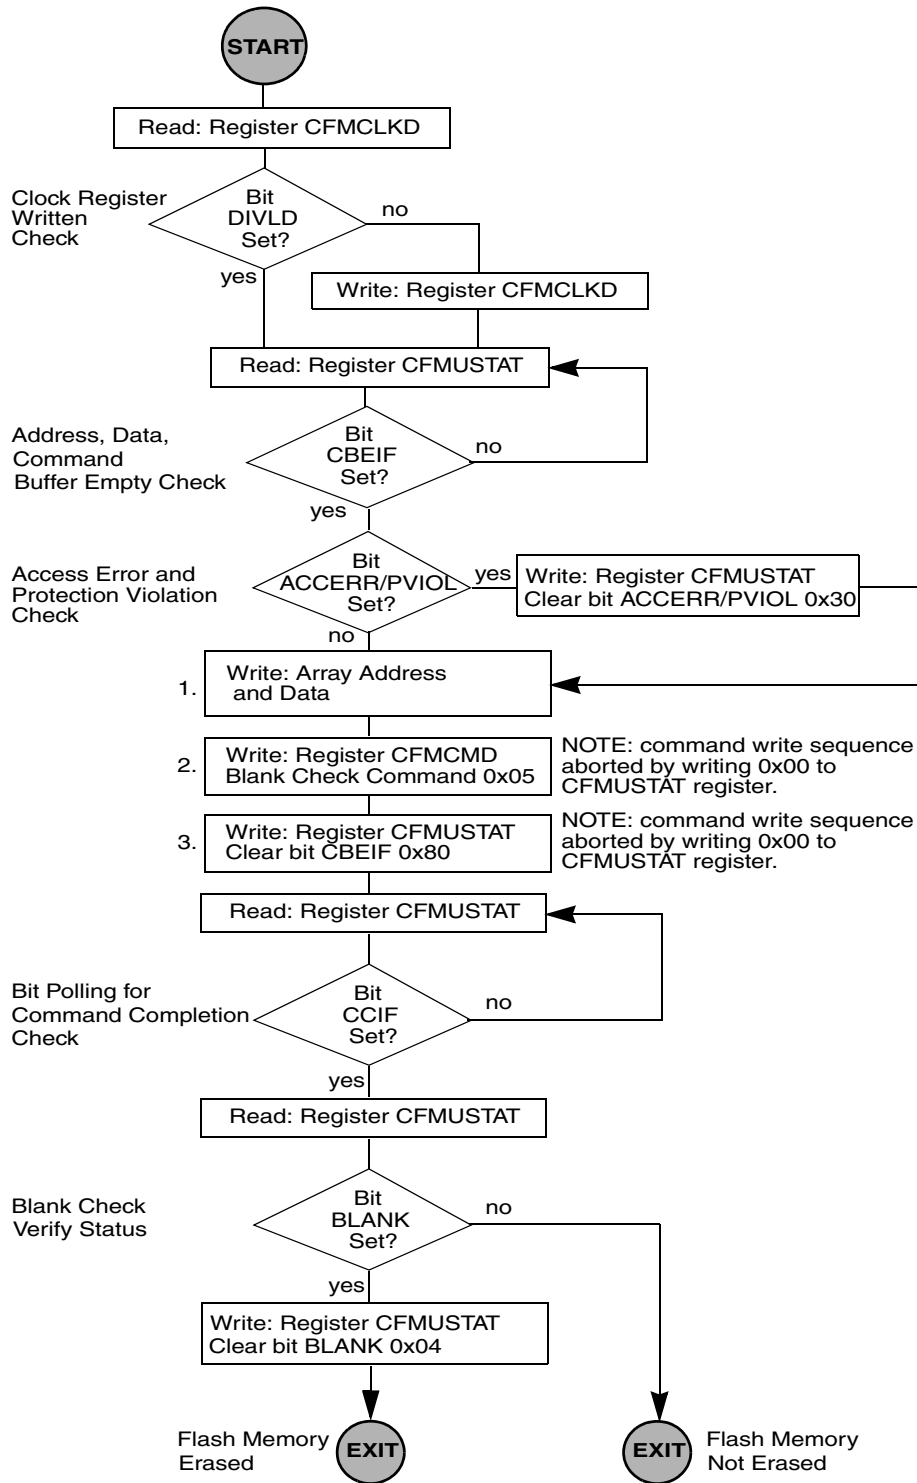 START
Read: Register CFMCLKD
Clock Register
Written
Check
Bit
DIVLD
Set?
no
yes
Write: Register CFMCLKD
Read: Register CFMUSTAT
Address, Data,
Command
Buffer Empty Check
Bit
CBEIF
Set?
no
yes
Access Error and
Protection Violation
Check
Bit
ACCERR/PVIOL
Set?
yes
Write: Register CFMUSTAT
Clear bit ACCERR/PVIOL 0x30
no
1.
Write: Array Address
and Data
2.
Write: Register CFMCMD
Blank Check Command 0x05
NOTE: command write sequence
aborted by writing 0x00 to
CFMUSTAT register.
3.
Write: Register CFMUSTAT
Clear bit CBEIF 0x80
NOTE: command write sequence
aborted by writing 0x00 to
CFMUSTAT register.
Read: Register CFMUSTAT
Bit Polling for
Command Completion
Check
Bit
CCIF
Set?
no
yes
Read: Register CFMUSTAT
Blank Check
Verify Status
Bit
BLANK
Set?
no
yes
Write: Register CFMUSTAT
Clear bit BLANK 0x04
Flash Memory
Erased
EXIT
EXIT
Flash Memory
Not Erased